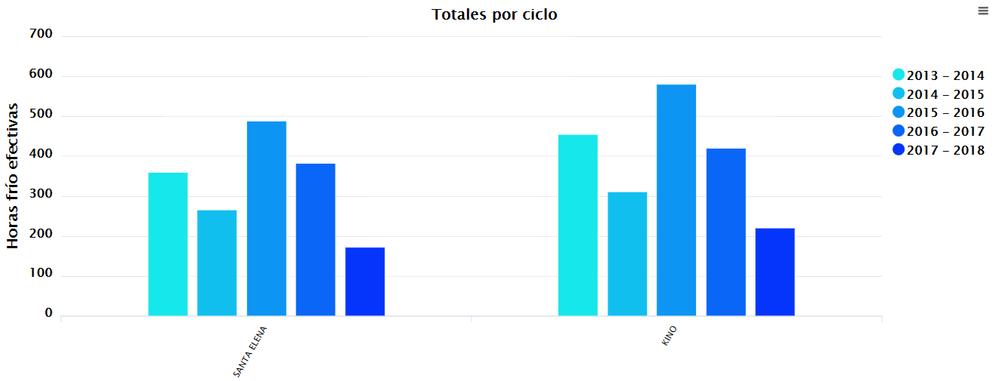 Totales por ciclo
Horas frío efectivas
700
600
500
400
300
200
100
0
SANTA ELENA
KINO
2013 - 2014
2014 - 2015
2015 - 2016
2016 - 2017
2017 - 2018